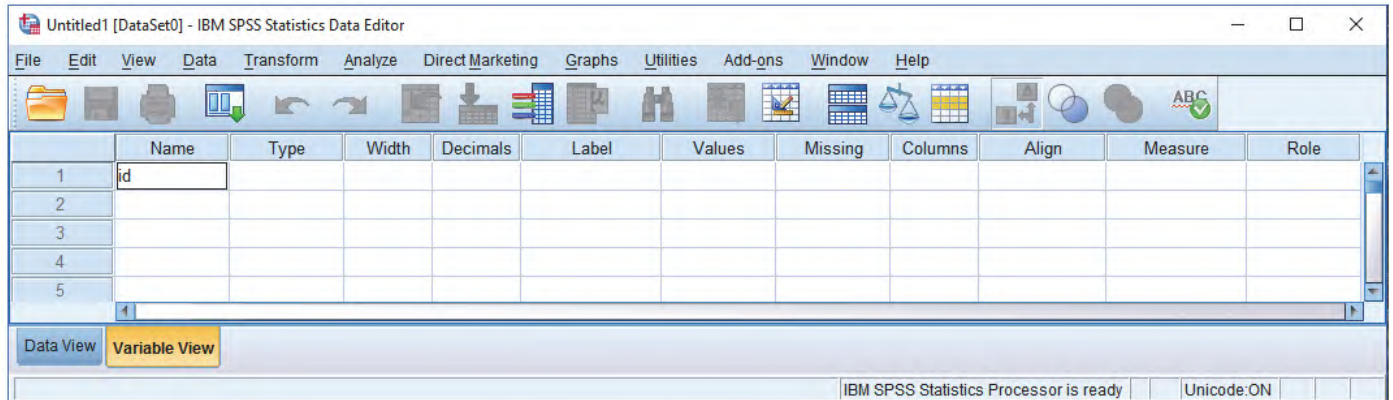 Untitled1 [DataSet0] - IBM SPSS Statistics Data Editor
File Edit View Data Transform Analyze Direct Marketing Graphs Utilities Add-ons Window Help
ABC
Name Type Width Decimals Label Values Missing Columns Align Measure Role
1 id
2
3
4
5
Data View Variable View
IBM SPSS Statistics Processor is ready Unicode:ON